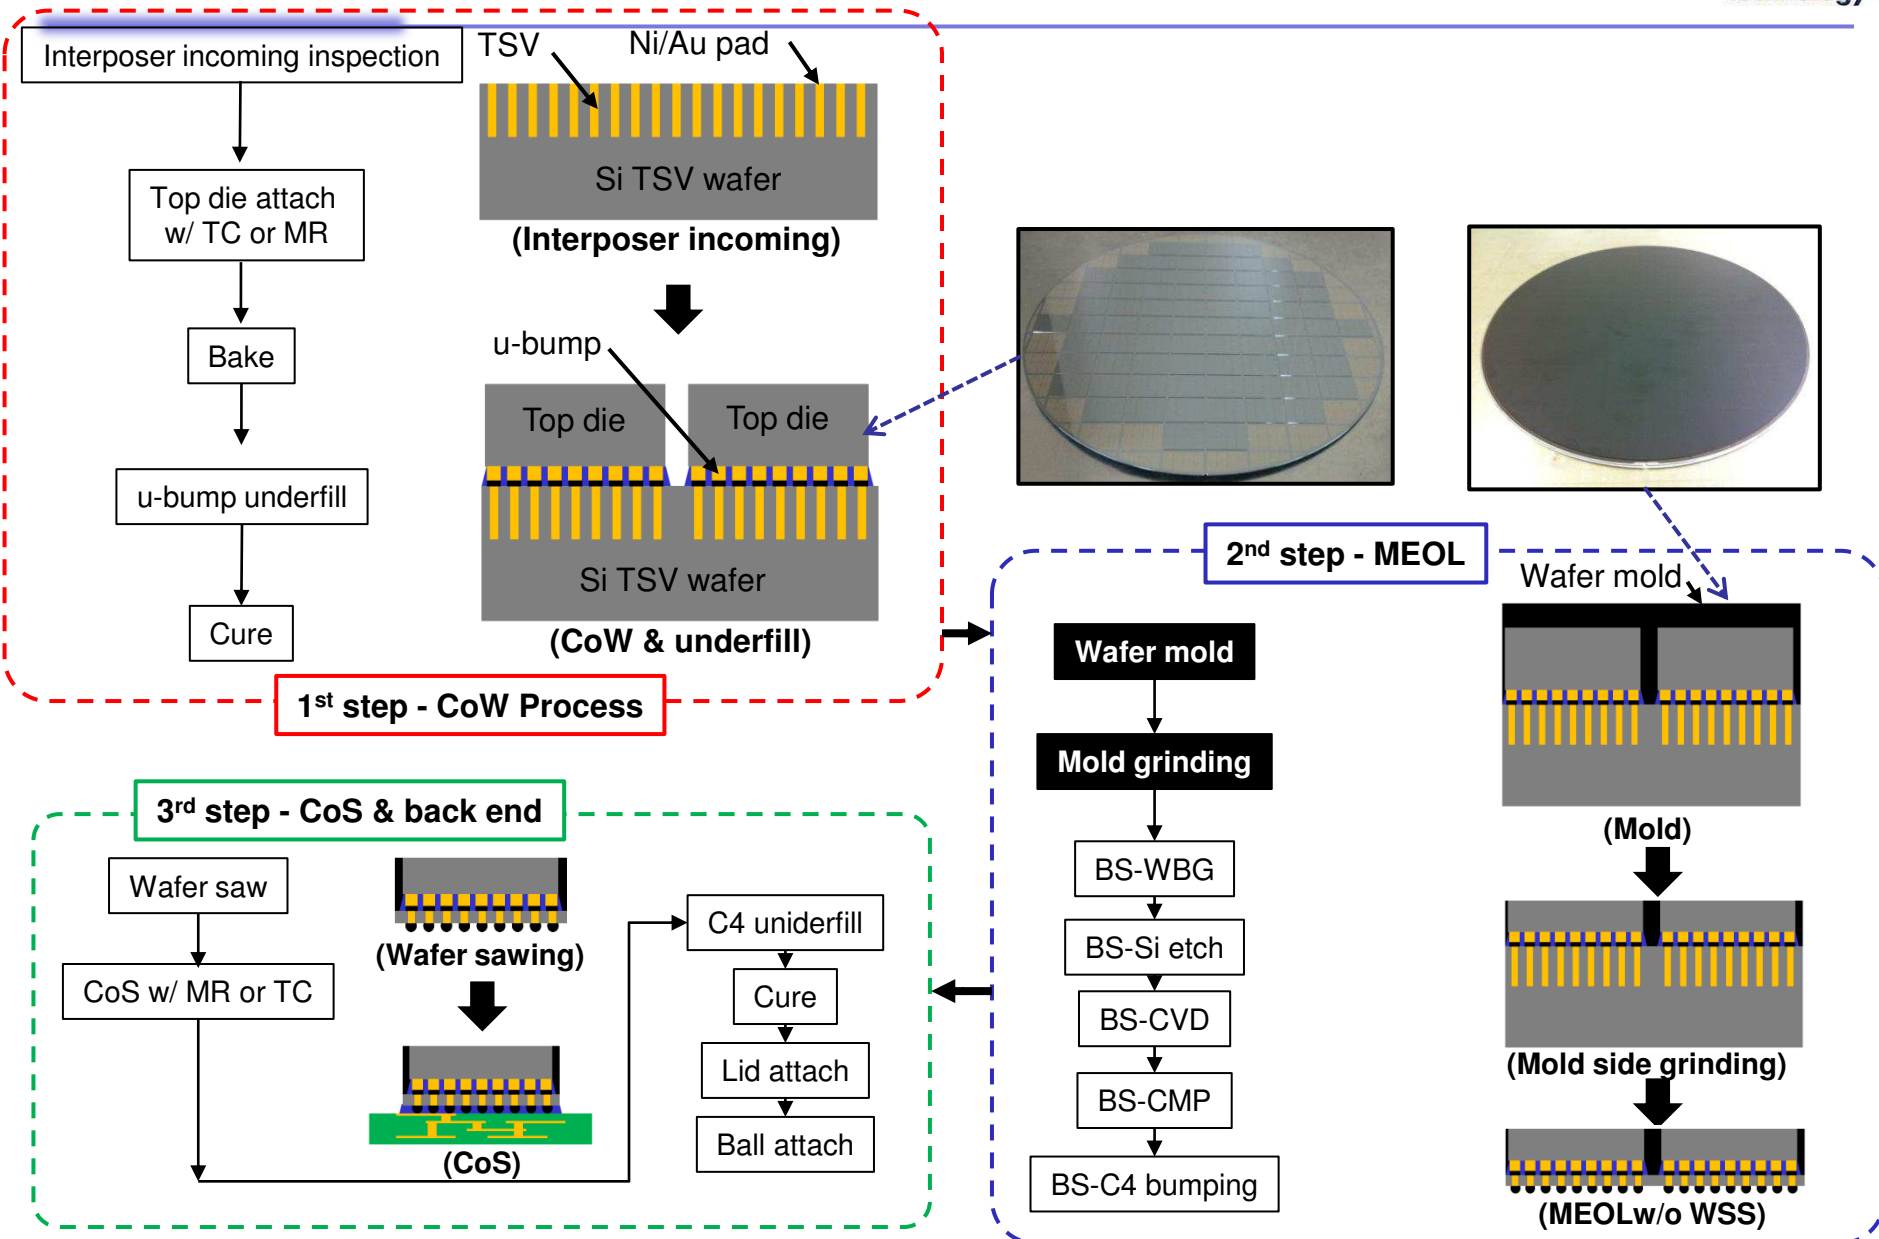 Interposer incoming inspection
Top die attach
w/ TC or MR
Bake
u-bump underfill
Cure
TSV
Ni/Au pad
Si TSV wafer
(Interposer incoming)
u-bump
Top die
Top die
Si TSV wafer
(CoW & underfill)
1st step - CoW Process
2nd step - MEOL
Wafer mold
Wafer mold
Mold grinding
BS-WBG
BS-Si etch
BS-CVD
BS-CMP
BS-C4 bumping
(Mold)
(Mold side grinding)
(MEOLw/o WSS)
3rd step - CoS & back end
Wafer saw
CoS w/ MR or TC
(Wafer sawing)
(CoS)
C4 uniderfill
Cure
Lid attach
Ball attach